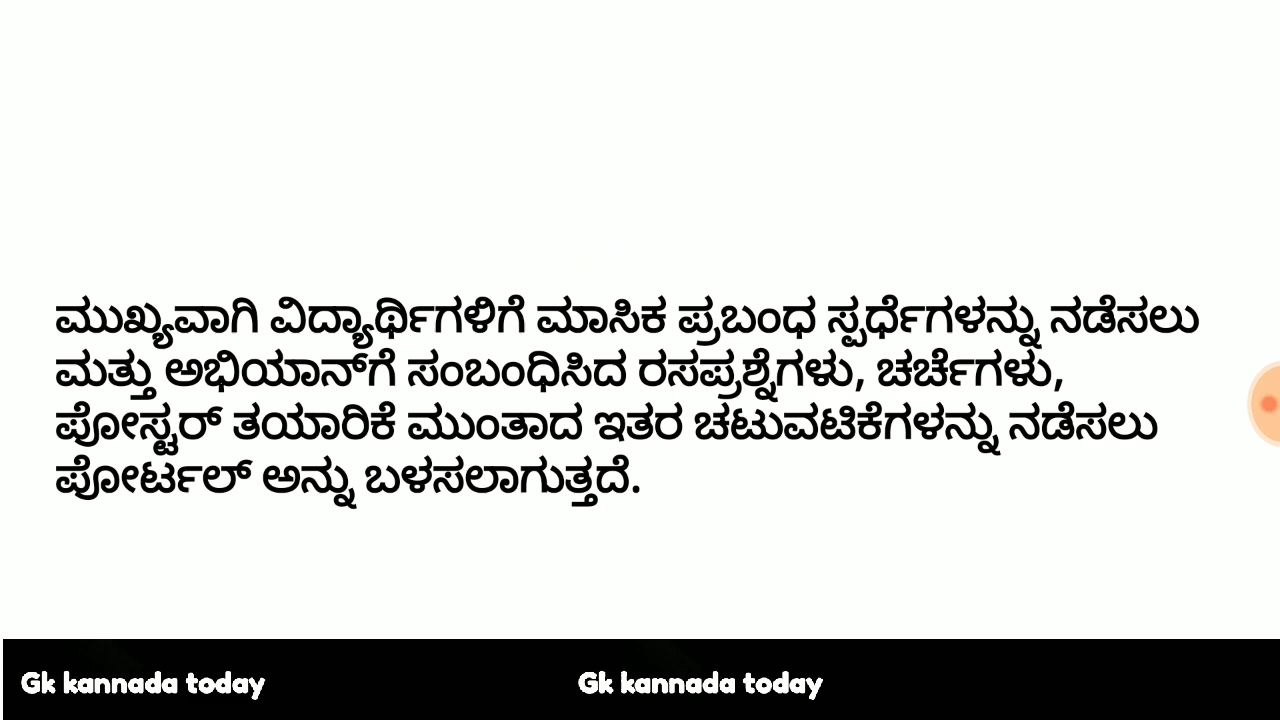 ಮುಖ್ಯವಾಗಿ ವಿದ್ಯಾರ್ಥಿಗಳಿಗೆ ಮಾಸಿಕ ಪ್ರಬಂಧ ಸ್ಪರ್ಧೆಗಳನ್ನು ನಡೆಸಲು
ಮತ್ತು ಅಭಿಯಾನ್‌ಗೆ ಸಂಬಂಧಿಸಿದ ರಸಪ್ರಶ್ನೆಗಳು, ಚರ್ಚೆಗಳು,
ಪೋಸ್ಟರ್ ತಯಾರಿಕೆ ಮುಂತಾದ ಇತರ ಚಟುವಟಿಕೆಗಳನ್ನು ನಡೆಸಲು
ಪೋರ್ಟಲ್ ಅನ್ನು ಬಳಸಲಾಗುತ್ತದೆ.
Gk kannada today Gk kannada today